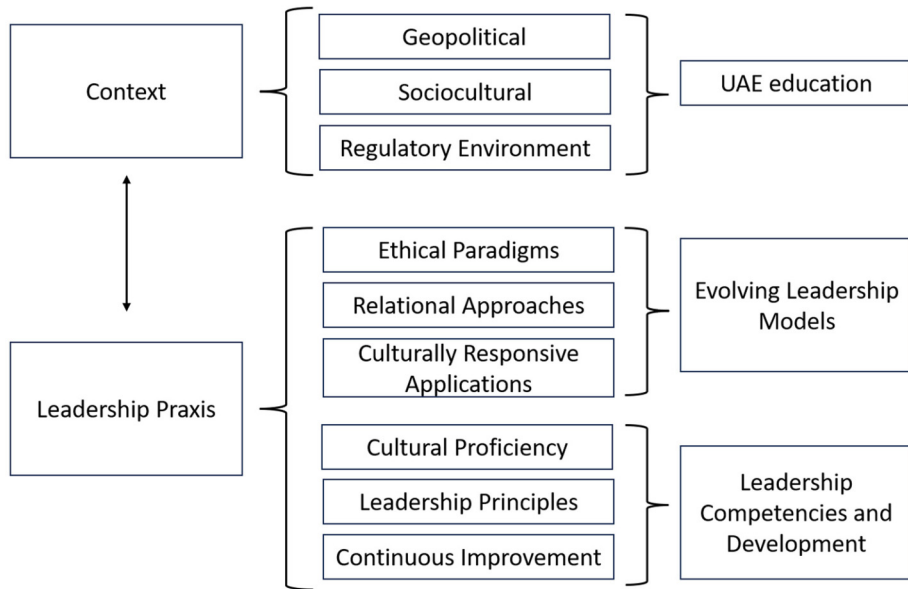 Context
Geopolitical
Sociocultural
Regulatory Environment
UAE education
Leadership Praxis
Ethical Paradigms
Relational Approaches
Culturally Responsive
Applications
Evolving Leadership
Models
Cultural Proficiency
Leadership Principles
Continuous Improvement
Leadership
Competencies and
Development